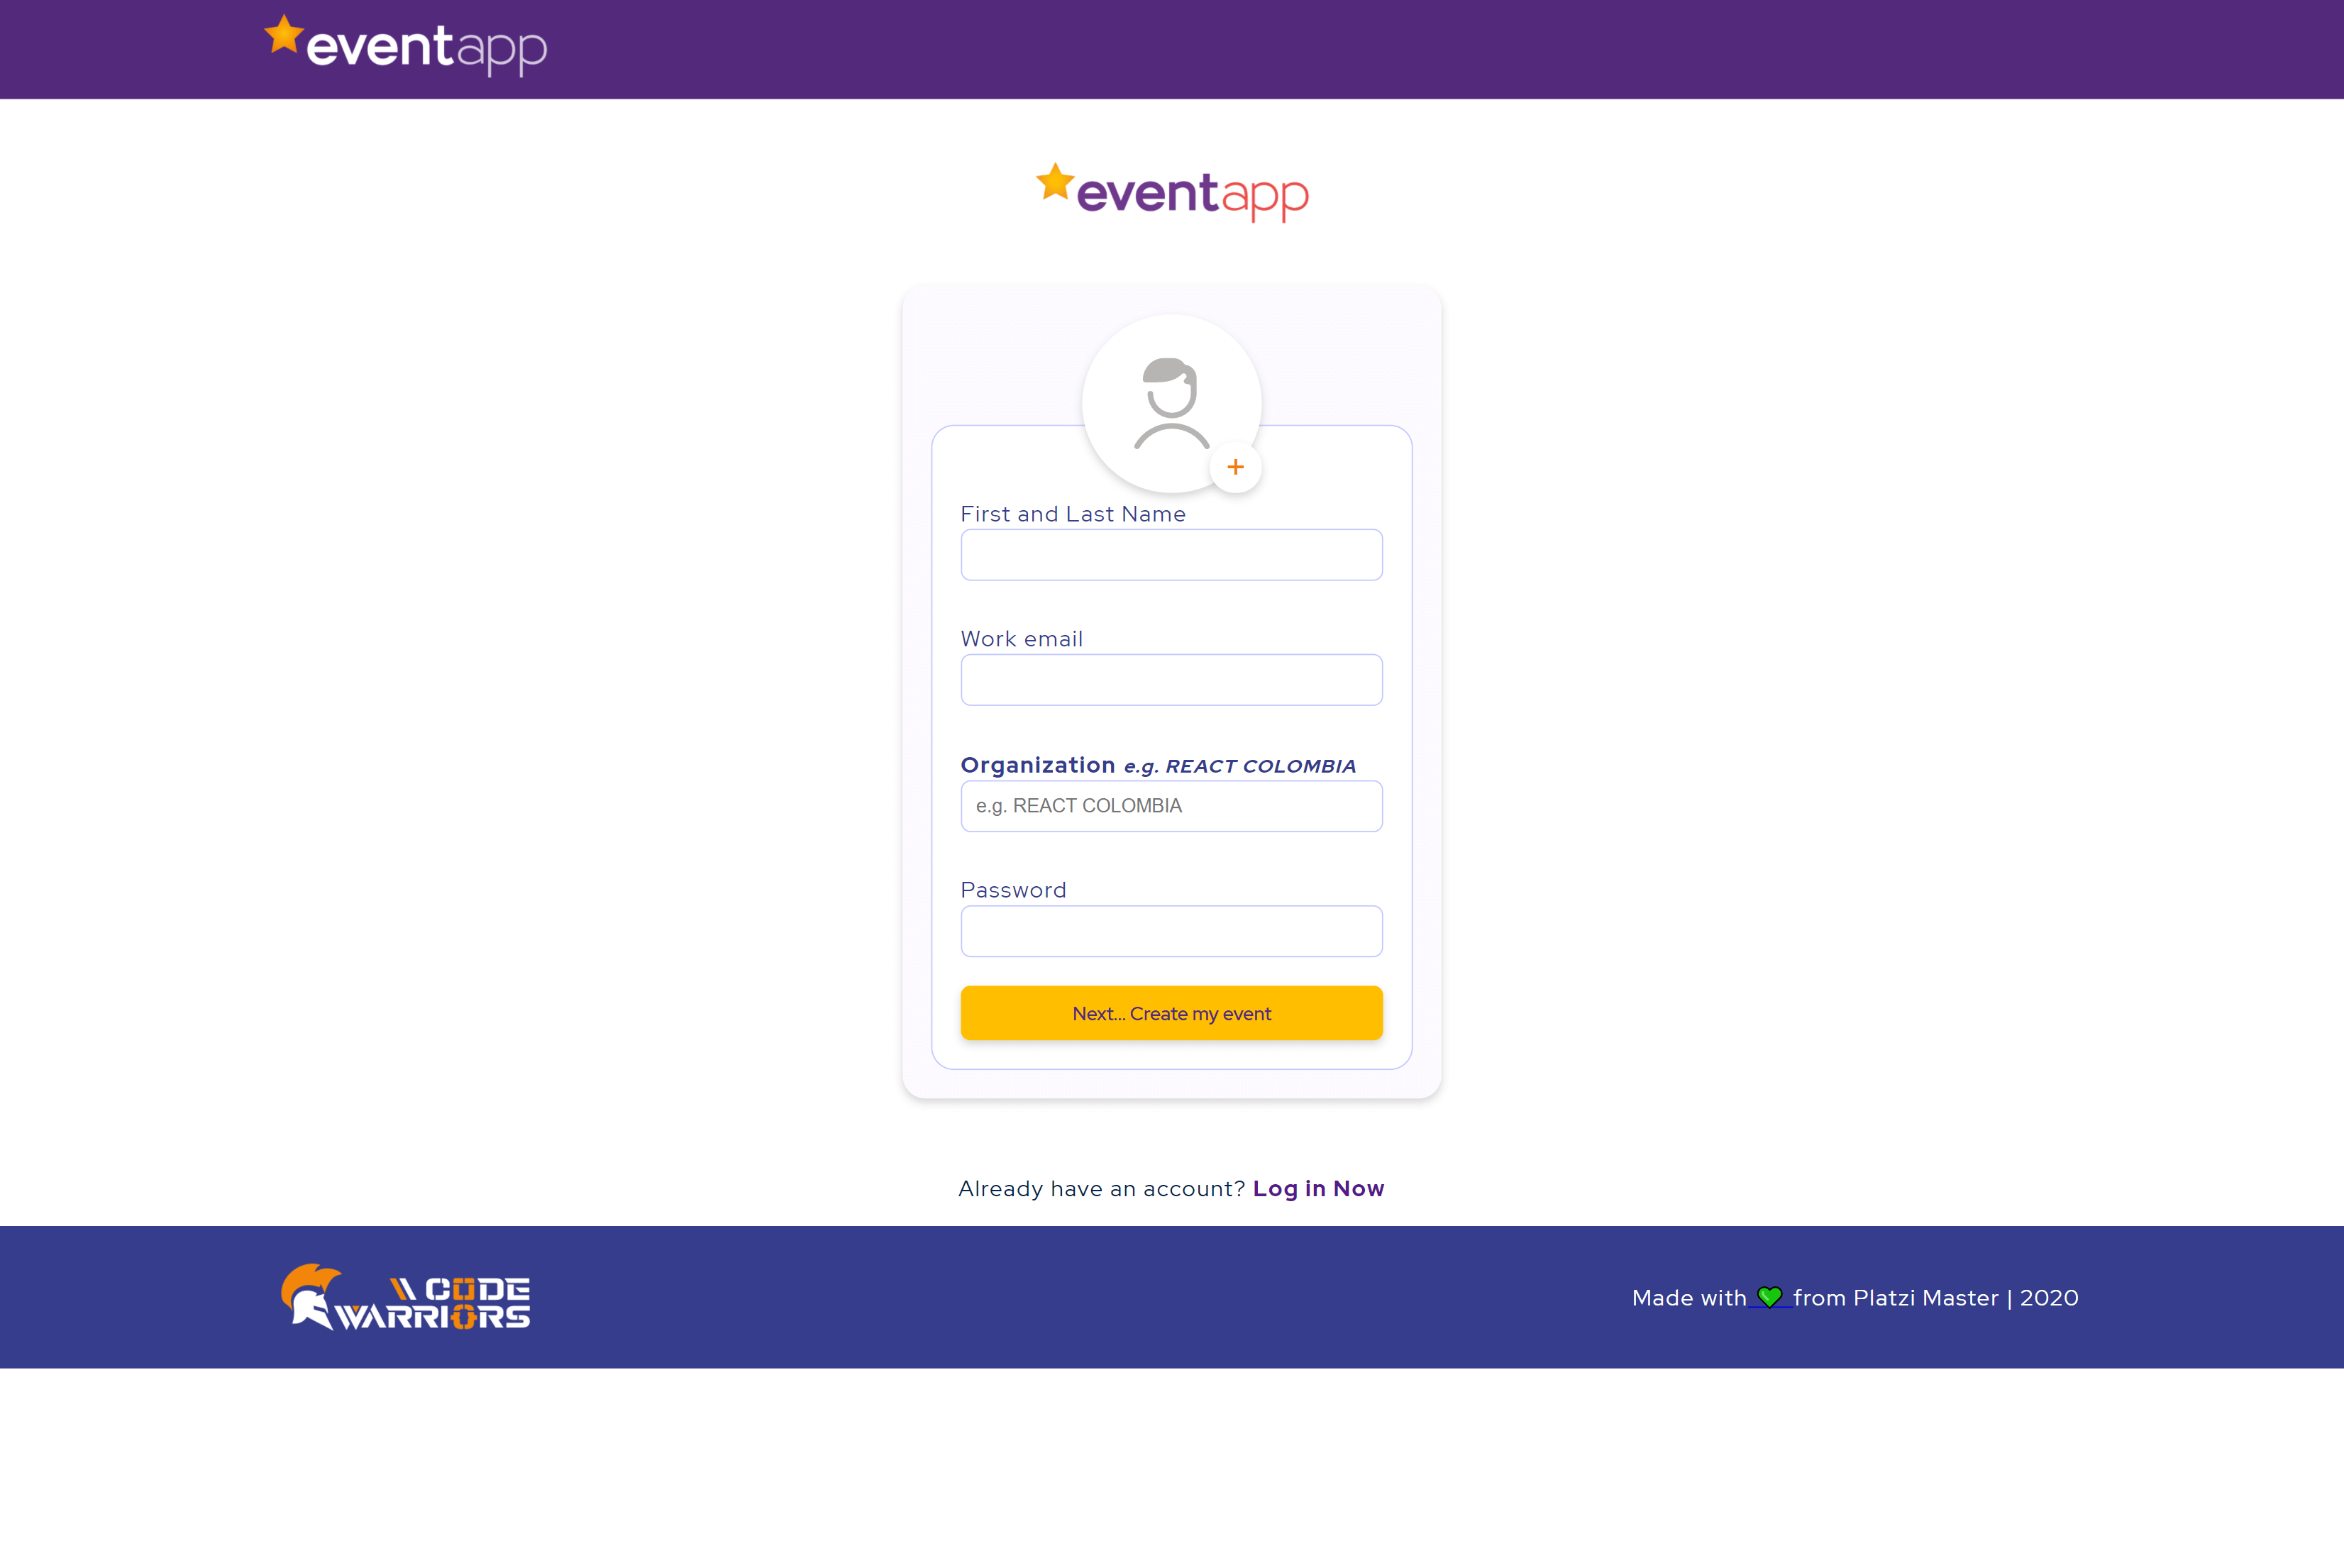 eventapp
eventapp
+
First and Last Name
Work email
Organization e.g. REACT COLOMBIA
e.g. REACT COLOMBIA
Password
Next... Create my event
Already have an account? Log in Now
\\ CODE
WARRIORS
Made with 💚 from Platzi Master | 2020